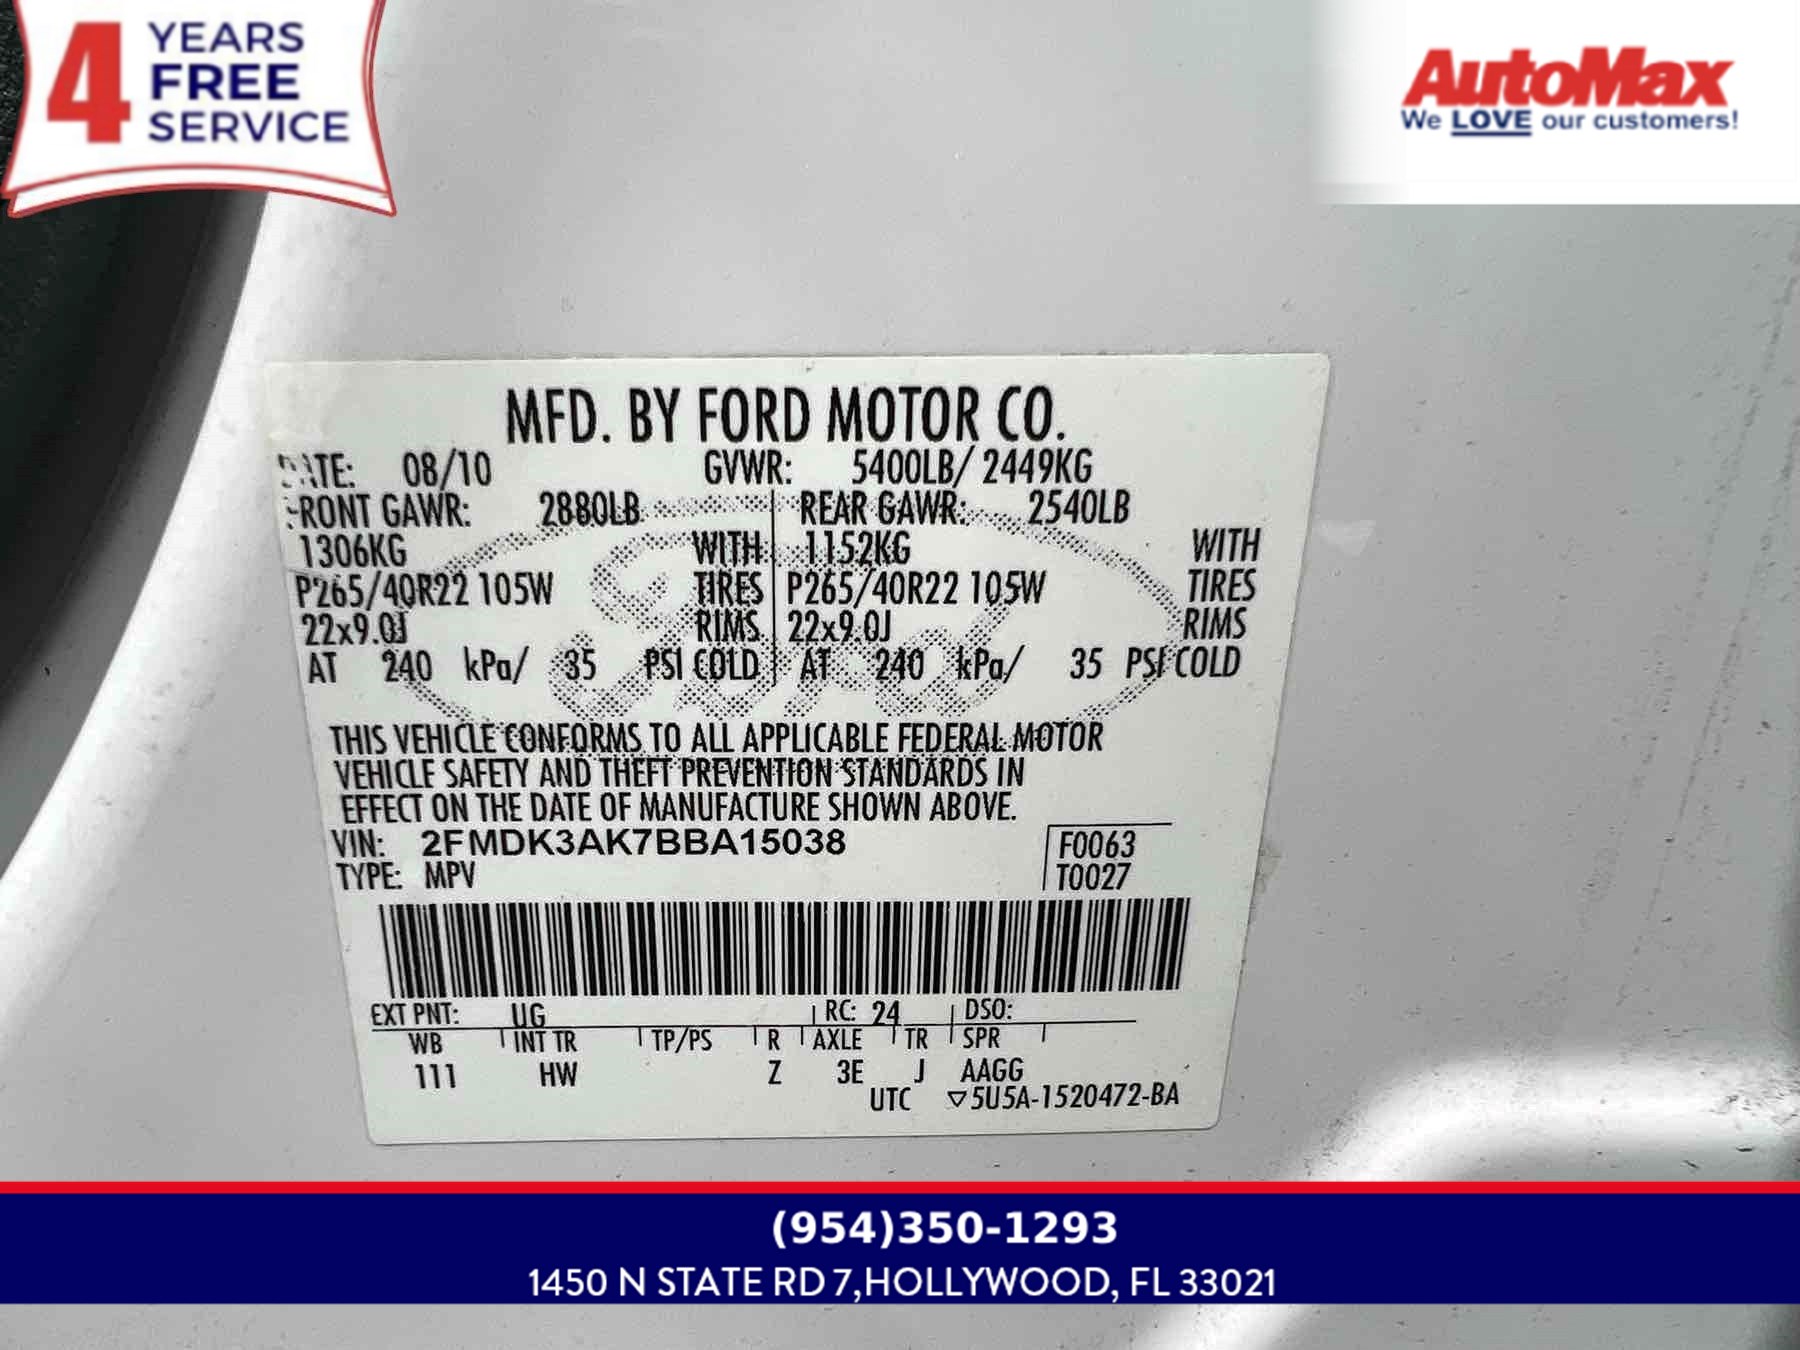 4 YEARS
FREE
SERVICE
AutoMax
We LOVE our customers!
MFD. BY FORD MOTOR CO.
DATE: 08/10 GVWR: 5400LB/ 2449KG
FRONT GAWR: 2880LB REAR GAWR: 2540LB
1306KG WITH 1152KG WITH
P265/40R22 105W TIRES P265/40R22 105W TIRES
22x9.0J RIMS 22x9.0J RIMS
AT 240 kPa/ 35 PSI COLD AT 240 kPa/ 35 PSI COLD
Ford
THIS VEHICLE CONFORMS TO ALL APPLICABLE FEDERAL MOTOR
VEHICLE SAFETY AND THEFT PREVENTION STANDARDS IN
EFFECT ON THE DATE OF MANUFACTURE SHOWN ABOVE.
VIN: 2FMDK3AK7BBA15038 F0063
TYPE: MPV T0027
EXT PNT: UG RC: 24 DSO:
WB INT TR TP/PS R AXLE TR SPR
111 HW Z 3E J AAGG
UTC ▽5U5A-1520472-BA
(954)350-1293
1450 N STATE RD 7,HOLLYWOOD, FL 33021